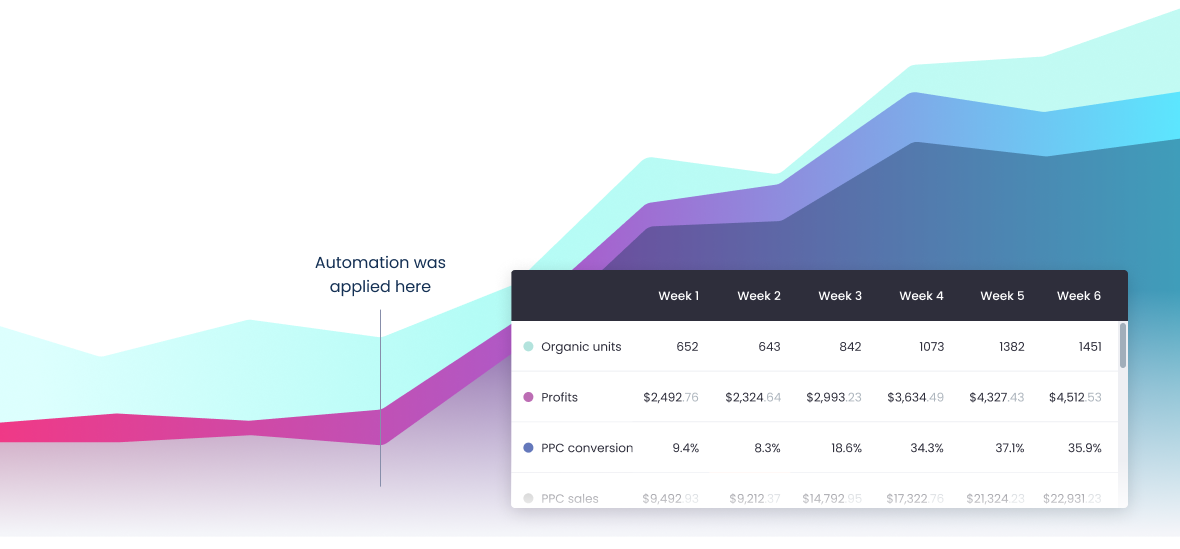 Automation was
applied here
Week 1 Week 2 Week 3 Week 4 Week 5 Week 6
Organic units 652 643 842 1073 1382 1451
Profits $2,492.76 $2,324.64 $2,993.23 $3,634.49 $4,327.43 $4,512.53
PPC conversion 9.4% 8.3% 18.6% 34.3% 37.1% 35.9%
PPC sales $9,492.93 $9,212.37 $14,792.95 $17,322.76 $21,324.23 $22,931.23